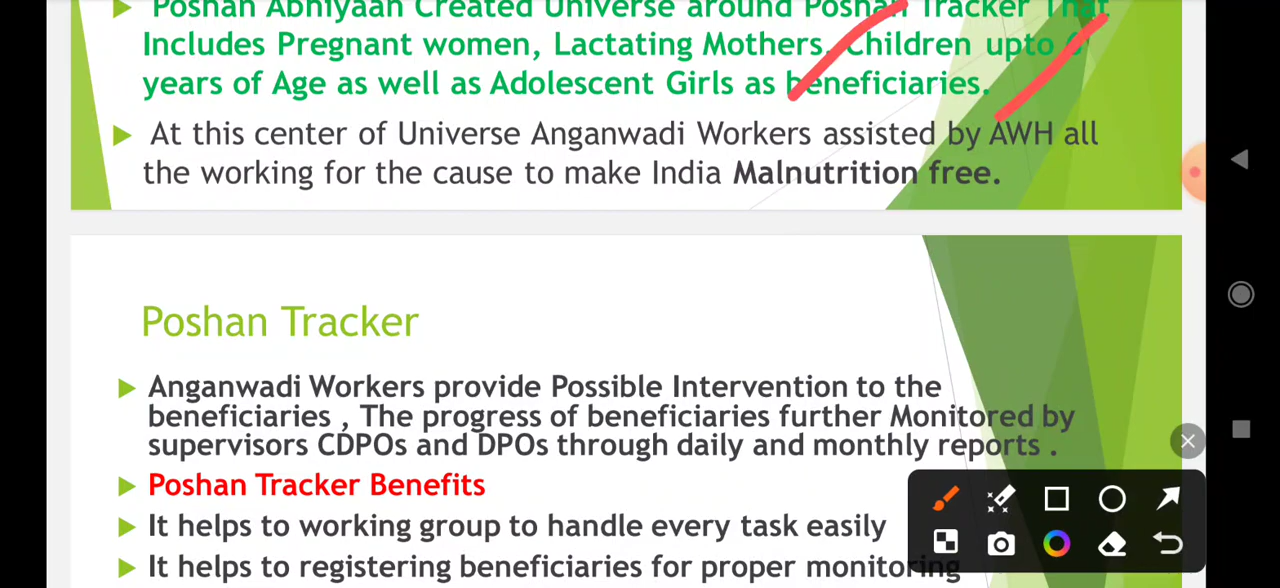 Poshan Abhiyaan Created Universe around Poshan Tracker That
Includes Pregnant women, Lactating Mothers, Children upto 6
years of Age as well as Adolescent Girls as beneficiaries.
At this center of Universe Anganwadi Workers assisted by AWH all
the working for the cause to make India Malnutrition free.
Poshan Tracker
Anganwadi Workers provide Possible Intervention to the
beneficiaries , The progress of beneficiaries further Monitored by
supervisors CDPOs and DPOs through daily and monthly reports .
Poshan Tracker Benefits
It helps to working group to handle every task easily
It helps to registering beneficiaries for proper monitoring